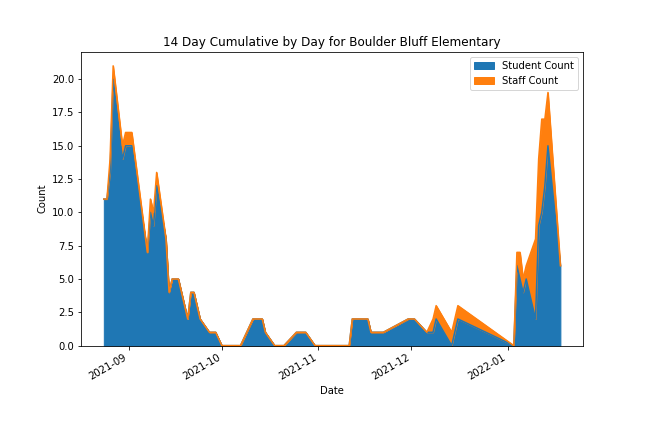 14 Day Cumulative by Day for Boulder Bluff Elementary
Student Count
Staff Count
20.0
17.5
15.0
12.5
10.0
7.5
5.0
2.5
0.0
Count
2021-09
2021-10
2021-11
2021-12
2022-01
Date